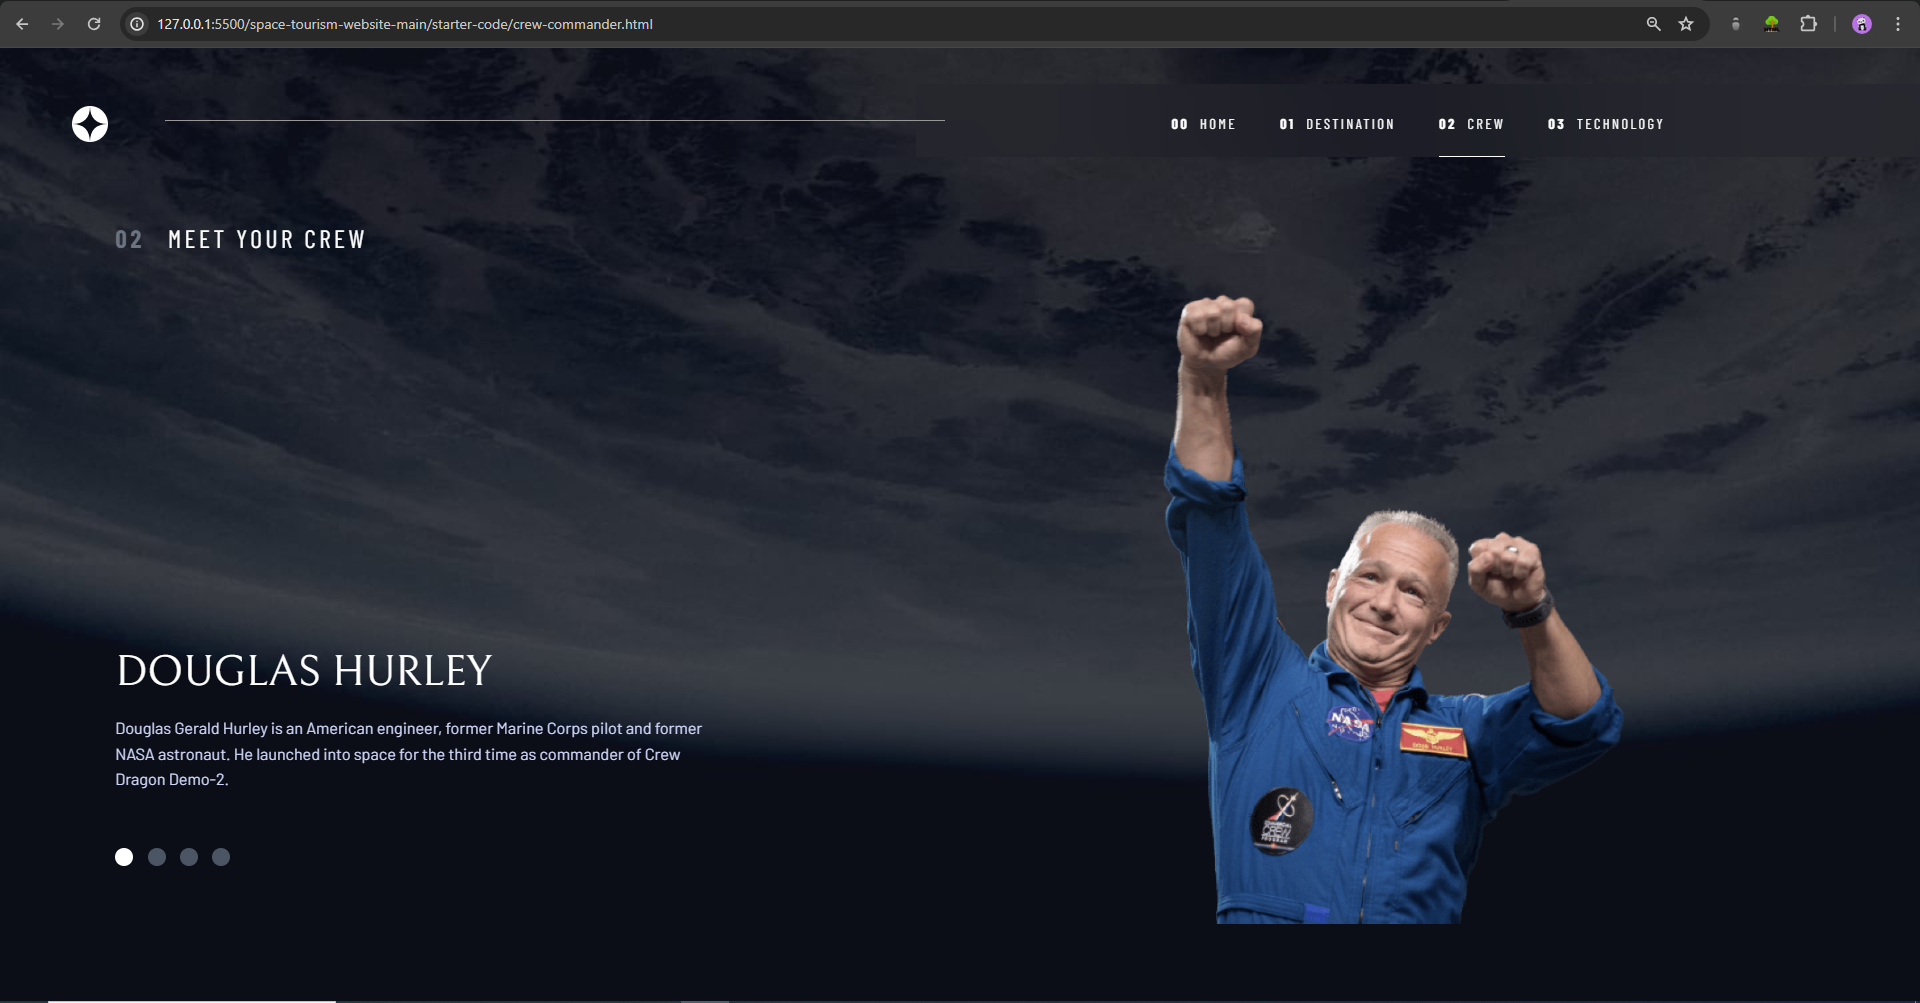 127.0.0.1:5500/space-tourism-website-main/starter-code/crew-commander.html
00 HOME 01 DESTINATION 02 CREW 03 TECHNOLOGY
02 MEET YOUR CREW
DOUGLAS HURLEY
Douglas Gerald Hurley is an American engineer, former Marine Corps pilot and former
NASA astronaut. He launched into space for the third time as commander of Crew
Dragon Demo-2.
NASA
CREW